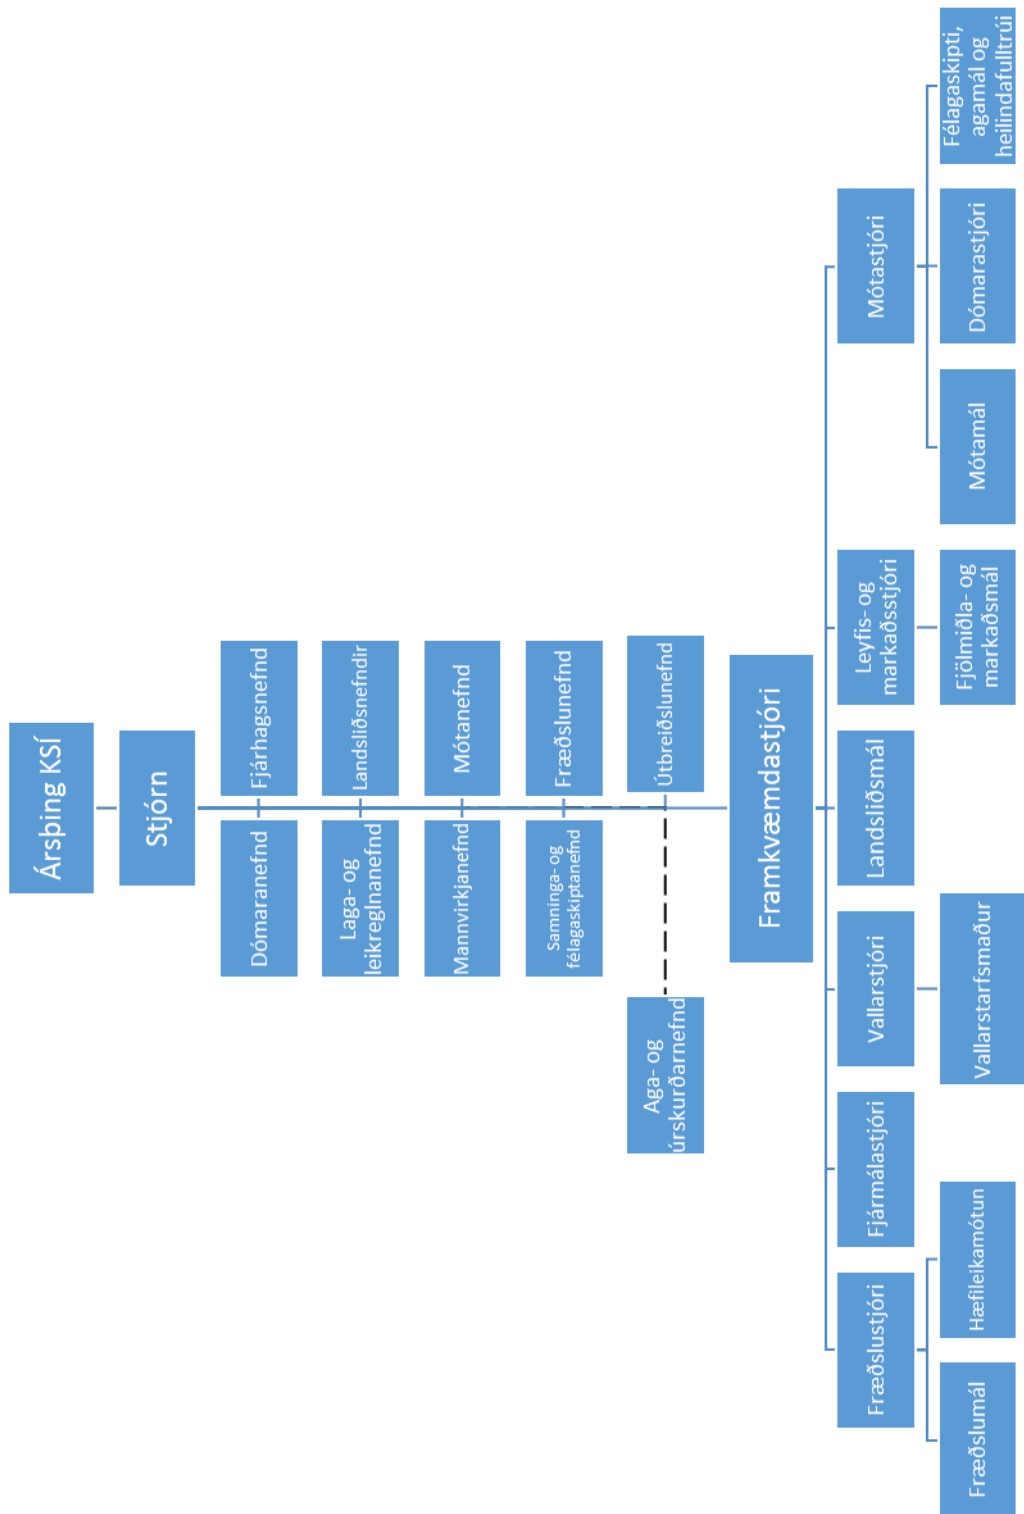 Ársþing KSÍ
Stjórn
Dómaranefnd
Fjárhagsnefnd
Laga- og
leikreglnanefnd
Landsliðsnefndir
Mannvirkjanefnd
Mótanefnd
Samninga- og
félagaskiptanefnd
Fræðslunefnd
Aga- og
úrskurðarnefnd
Útbreiðslunefnd
Framkvæmdastjóri
Fræðslustjóri
Fjármálastjóri
Vallarstjóri
Landsliðsmál
Leyfis- og
markaðsstjóri
Mótastjóri
Fræðslumál
Hæfileikamótun
Vallarstarfsmaður
Fjölmiðla- og
markaðsmál
Mótamál
Dómarastjóri
Félagaskipti,
agamál og
heilindafulltrúi